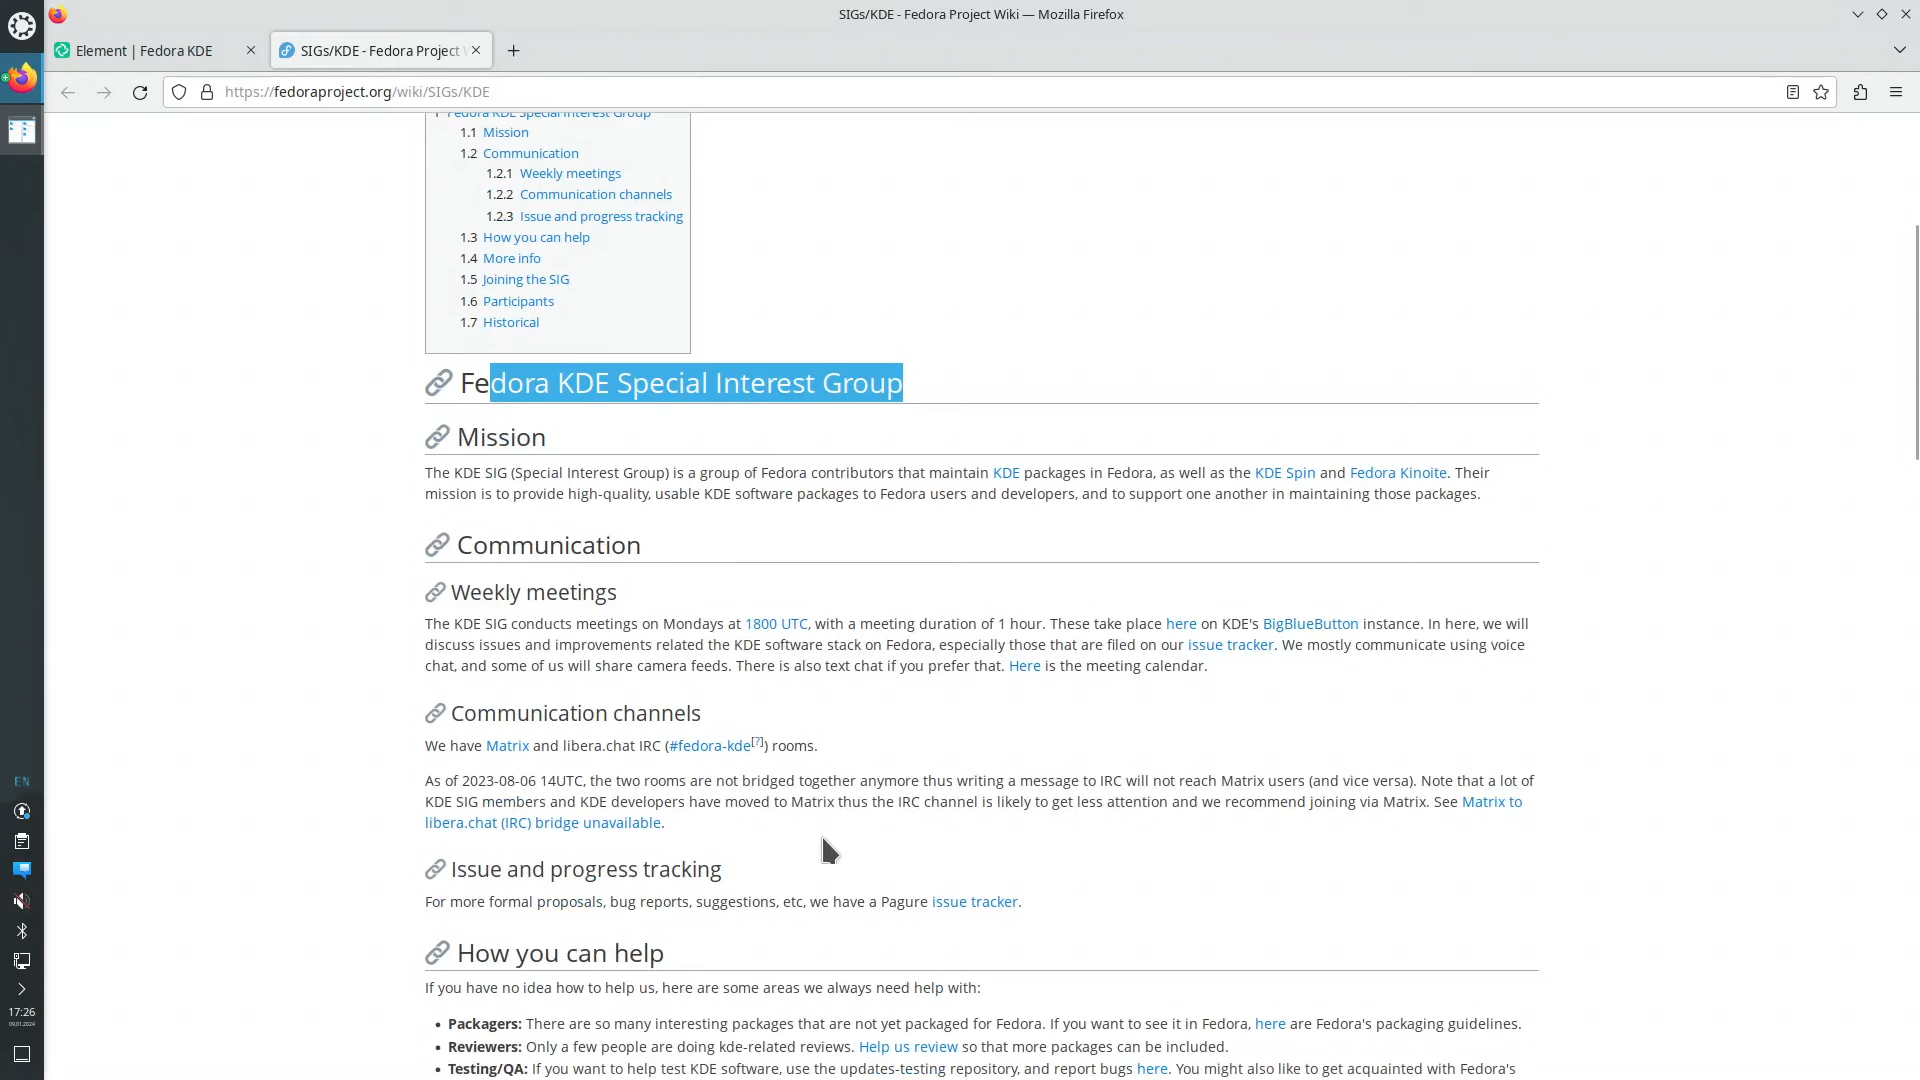 SIGs/KDE - Fedora Project Wiki — Mozilla Firefox
Element | Fedora KDE
SIGs/KDE - Fedora Project W
https://fedoraproject.org/wiki/SIGs/KDE
1 Fedora KDE Special Interest Group
1.1 Mission
1.2 Communication
1.2.1 Weekly meetings
1.2.2 Communication channels
1.2.3 Issue and progress tracking
1.3 How you can help
1.4 More info
1.5 Joining the SIG
1.6 Participants
1.7 Historical
Fedora KDE Special Interest Group
Mission
The KDE SIG (Special Interest Group) is a group of Fedora contributors that maintain KDE packages in Fedora, as well as the KDE Spin and Fedora Kinoite. Their
mission is to provide high-quality, usable KDE software packages to Fedora users and developers, and to support one another in maintaining those packages.
Communication
Weekly meetings
The KDE SIG conducts meetings on Mondays at 1800 UTC, with a meeting duration of 1 hour. These take place here on KDE's BigBlueButton instance. In here, we will
discuss issues and improvements related the KDE software stack on Fedora, especially those that are filed on our issue tracker. We mostly communicate using voice
chat, and some of us will share camera feeds. There is also text chat if you prefer that. Here is the meeting calendar.
Communication channels
We have Matrix and libera.chat IRC (#fedora-kde[?]) rooms.
As of 2023-08-06 14UTC, the two rooms are not bridged together anymore thus writing a message to IRC will not reach Matrix users (and vice versa). Note that a lot of
KDE SIG members and KDE developers have moved to Matrix thus the IRC channel is likely to get less attention and we recommend joining via Matrix. See Matrix to
libera.chat (IRC) bridge unavailable.
Issue and progress tracking
For more formal proposals, bug reports, suggestions, etc, we have a Pagure issue tracker.
How you can help
If you have no idea how to help us, here are some areas we always need help with:
• Packagers: There are so many interesting packages that are not yet packaged for Fedora. If you want to see it in Fedora, here are Fedora's packaging guidelines.
• Reviewers: Only a few people are doing kde-related reviews. Help us review so that more packages can be included.
• Testing/QA: If you want to help test KDE software, use the updates-testing repository, and report bugs here. You might also like to get acquainted with Fedora's
EN
17:26
09.01.2024